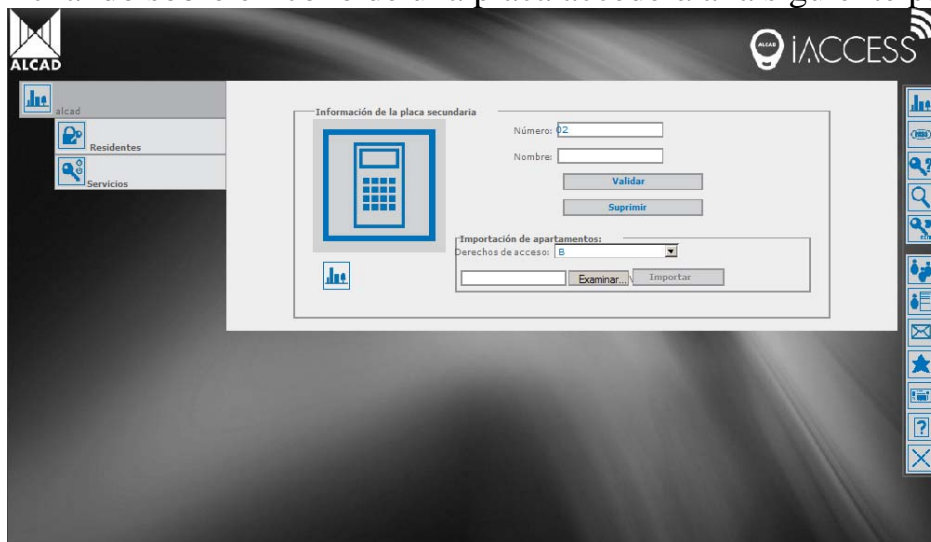 ALCAD
iACCESS
alcad
Residentes
Servicios
Información de la placa secundaria
Número: 02
Nombre:
Validar
Suprimir
Importación de apartamentos:
Derechos de acceso: B
Examinar... Importar